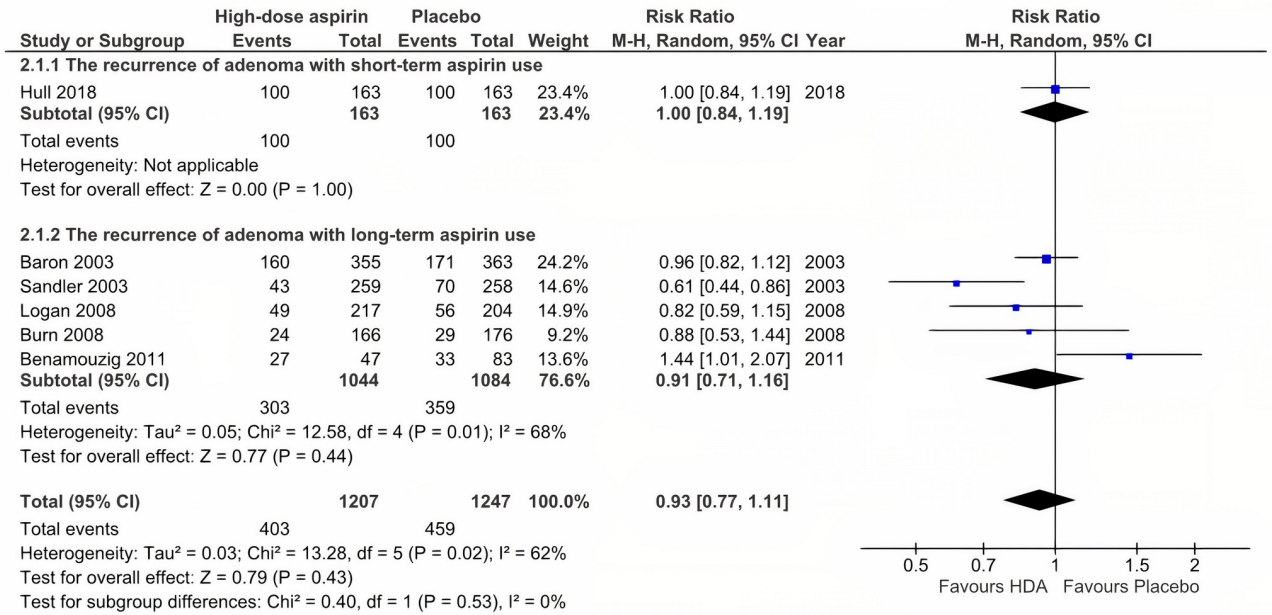 High-dose aspirin Placebo Risk Ratio Risk Ratio
Study or Subgroup Events Total Events Total Weight M-H, Random, 95% CI Year M-H, Random, 95% CI
2.1.1 The recurrence of adenoma with short-term aspirin use
Hull 2018 100 163 100 163 23.4% 1.00 [0.84, 1.19] 2018
Subtotal (95% CI) 163 163 23.4% 1.00 [0.84, 1.19]
Total events 100 100
Heterogeneity: Not applicable
Test for overall effect: Z = 0.00 (P = 1.00)
2.1.2 The recurrence of adenoma with long-term aspirin use
Baron 2003 160 355 171 363 24.2% 0.96 [0.82, 1.12] 2003
Sandler 2003 43 259 70 258 14.6% 0.61 [0.44, 0.86] 2003
Logan 2008 49 217 56 204 14.9% 0.82 [0.59, 1.15] 2008
Burn 2008 24 166 29 176 9.2% 0.88 [0.53, 1.44] 2008
Benamouzig 2011 27 47 33 83 13.6% 1.44 [1.01, 2.07] 2011
Subtotal (95% CI) 1044 1084 76.6% 0.91 [0.71, 1.16]
Total events 303 359
Heterogeneity: Tau² = 0.05; Chi² = 12.58, df = 4 (P = 0.01); I² = 68%
Test for overall effect: Z = 0.77 (P = 0.44)
Total (95% CI) 1207 1247 100.0% 0.93 [0.77, 1.11]
Total events 403 459
Heterogeneity: Tau² = 0.03; Chi² = 13.28, df = 5 (P = 0.02); I² = 62%
Test for overall effect: Z = 0.79 (P = 0.43)
Test for subgroup differences: Chi² = 0.40, df = 1 (P = 0.53), I² = 0%
0.5 0.7 1 1.5 2
Favours HDA Favours Placebo